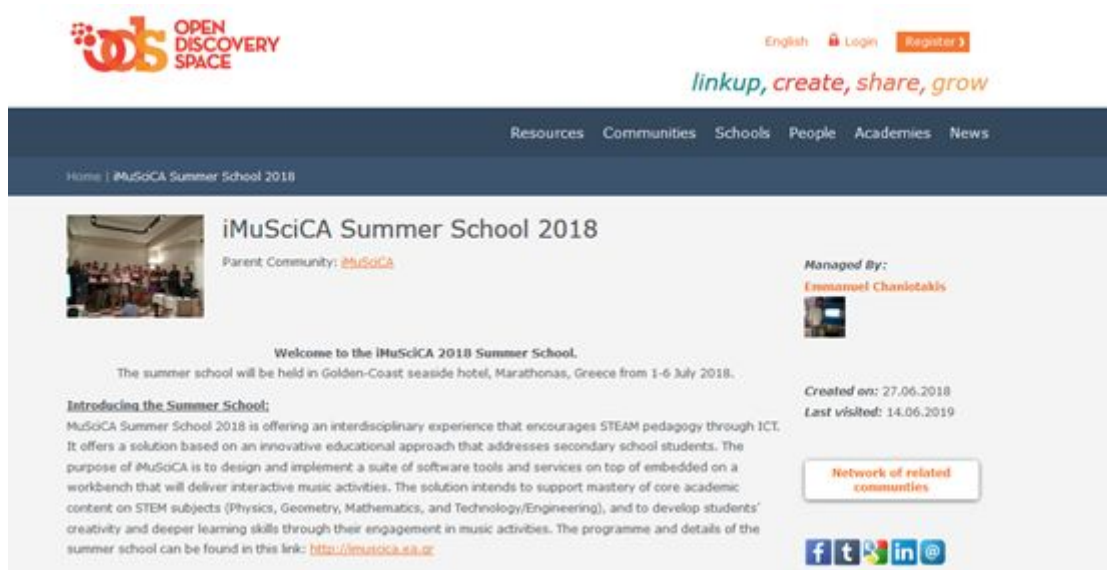 OPEN
DISCOVERY
SPACE
English Login Register
linkup, create, share, grow
Resources Communities Schools People Academies News
Home | iMuSciCA Summer School 2018
iMuSciCA Summer School 2018
Parent Community: iMuSciCA
Managed By:
Emmanuel Chaniotakis
Welcome to the iMuSciCA 2018 Summer School.
The summer school will be held in Golden-Coast seaside hotel, Marathonas, Greece from 1-6 July 2018.
Created on: 27.06.2018
Last visited: 14.06.2019
Introducing the Summer School:
MuSciCA Summer School 2018 is offering an interdisciplinary experience that encourages STEAM pedagogy through ICT.
It offers a solution based on an innovative educational approach that addresses secondary school students. The
purpose of iMuSciCA is to design and implement a suite of software tools and services on top of embedded on a
workbench that will deliver interactive music activities. The solution intends to support mastery of core academic
content on STEM subjects (Physics, Geometry, Mathematics, and Technology/Engineering), and to develop students'
creativity and deeper learning skills through their engagement in music activities. The programme and details of the
summer school can be found in this link: http://imuscica.ea.gr
Network of related
communties